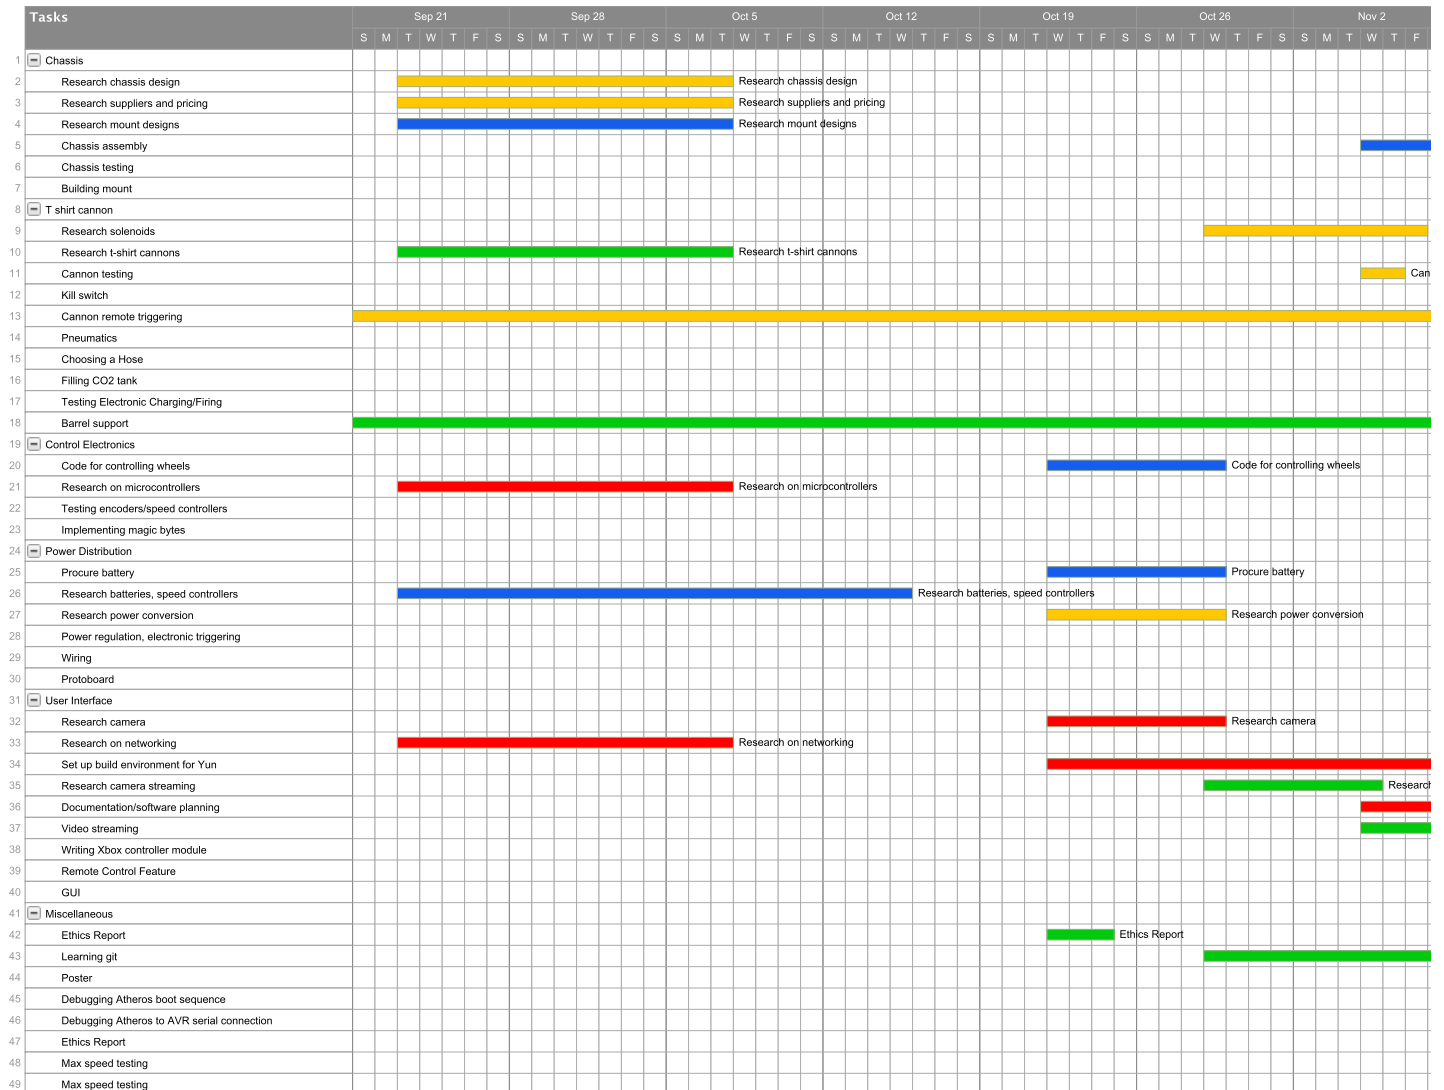 Tasks Sep 21 Sep 28 Oct 5 Oct 12 Oct 19 Oct 26 Nov 2
S M T W T F S S M T W T F S S M T W T F S S M T W T F S S M T W T F S S M T W T F S S M T W T F
1 Chassis
2 Research chassis design Research chassis design
3 Research suppliers and pricing Research suppliers and pricing
4 Research mount designs Research mount designs
5 Chassis assembly
6 Chassis testing
7 Building mount
8 T shirt cannon
9 Research solenoids
10 Research t-shirt cannons Research t-shirt cannons
11 Cannon testing Can
12 Kill switch
13 Cannon remote triggering
14 Pneumatics
15 Choosing a Hose
16 Filling CO2 tank
17 Testing Electronic Charging/Firing
18 Barrel support
19 Control Electronics
20 Code for controlling wheels Code for controlling wheels
21 Research on microcontrollers Research on microcontrollers
22 Testing encoders/speed controllers
23 Implementing magic bytes
24 Power Distribution
25 Procure battery Procure battery
26 Research batteries, speed controllers Research batteries, speed controllers
27 Research power conversion Research power conversion
28 Power regulation, electronic triggering
29 Wiring
30 Protoboard
31 User Interface
32 Research camera Research camera
33 Research on networking Research on networking
34 Set up build environment for Yun
35 Research camera streaming Research
36 Documentation/software planning
37 Video streaming
38 Writing Xbox controller module
39 Remote Control Feature
40 GUI
41 Miscellaneous
42 Ethics Report Ethics Report
43 Learning git
44 Poster
45 Debugging Atheros boot sequence
46 Debugging Atheros to AVR serial connection
47 Ethics Report
48 Max speed testing
49 Max speed testing